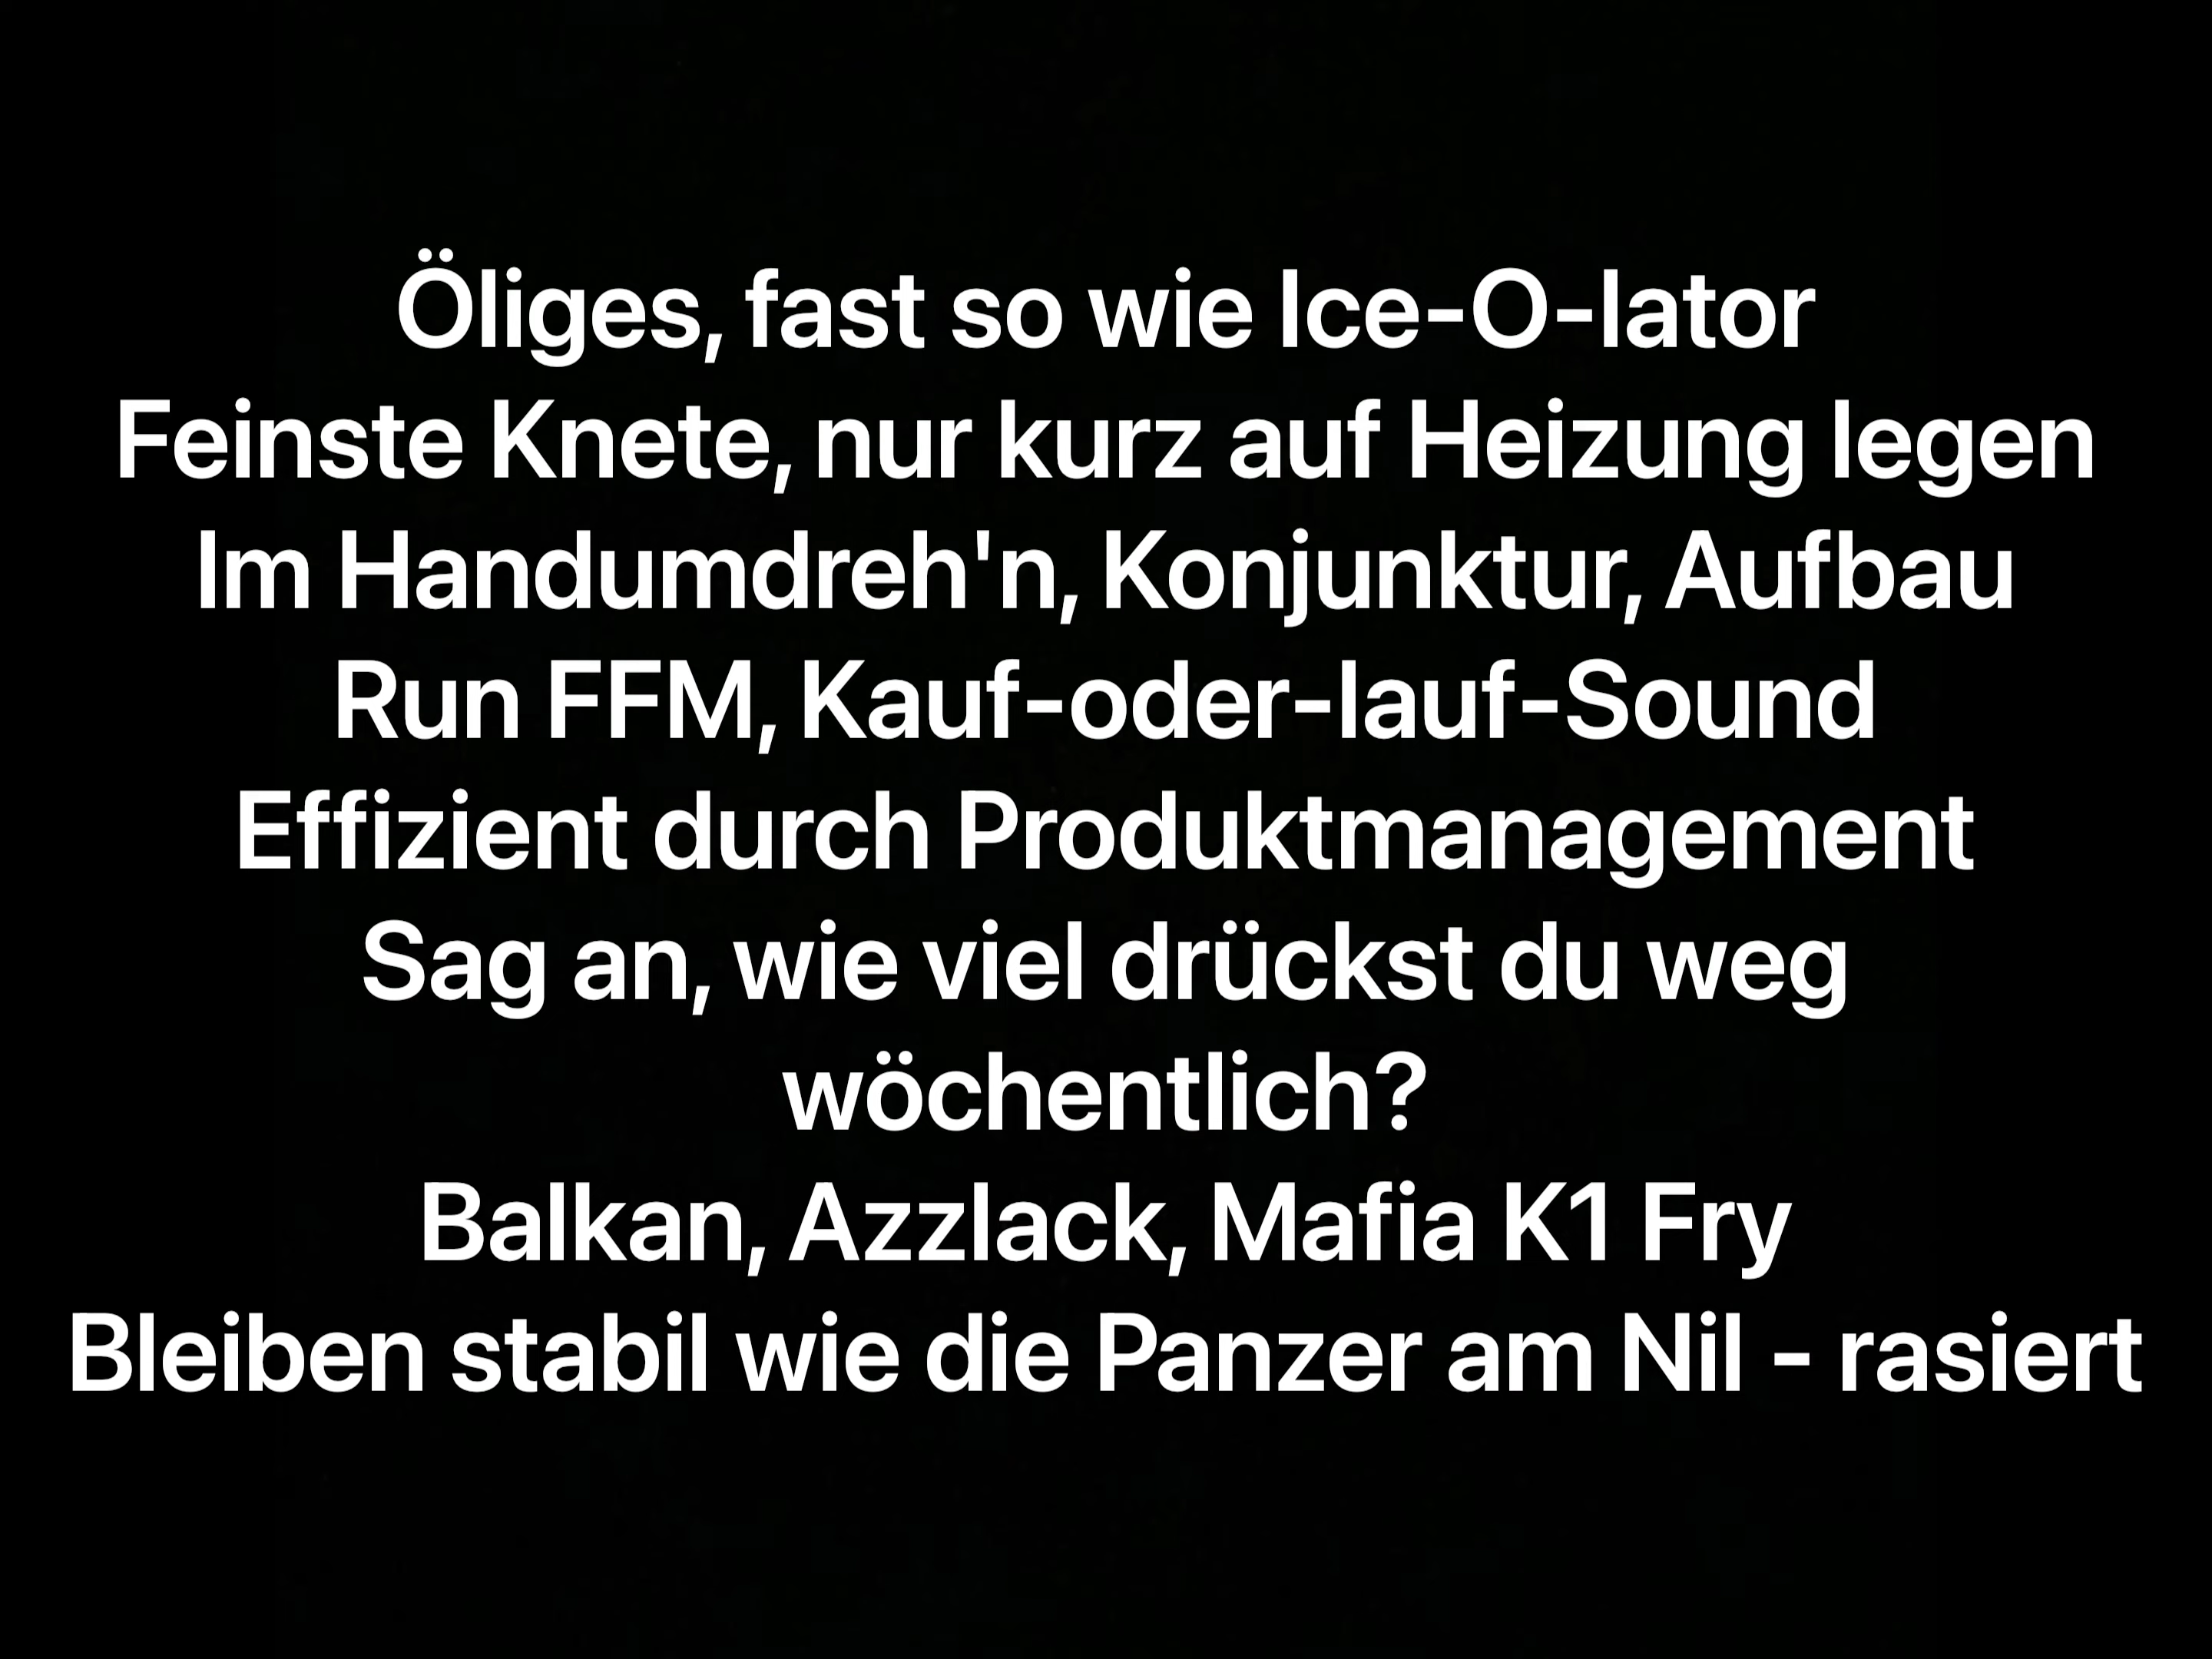 Öliges, fast so wie Ice-O-lator
Feinste Knete, nur kurz auf Heizung legen
Im Handumdreh'n, Konjunktur, Aufbau
Run FFM, Kauf-oder-lauf-Sound
Effizient durch Produktmanagement
Sag an, wie viel drückst du weg
wöchentlich?
Balkan, Azzlack, Mafia K1 Fry
Bleiben stabil wie die Panzer am Nil - rasiert